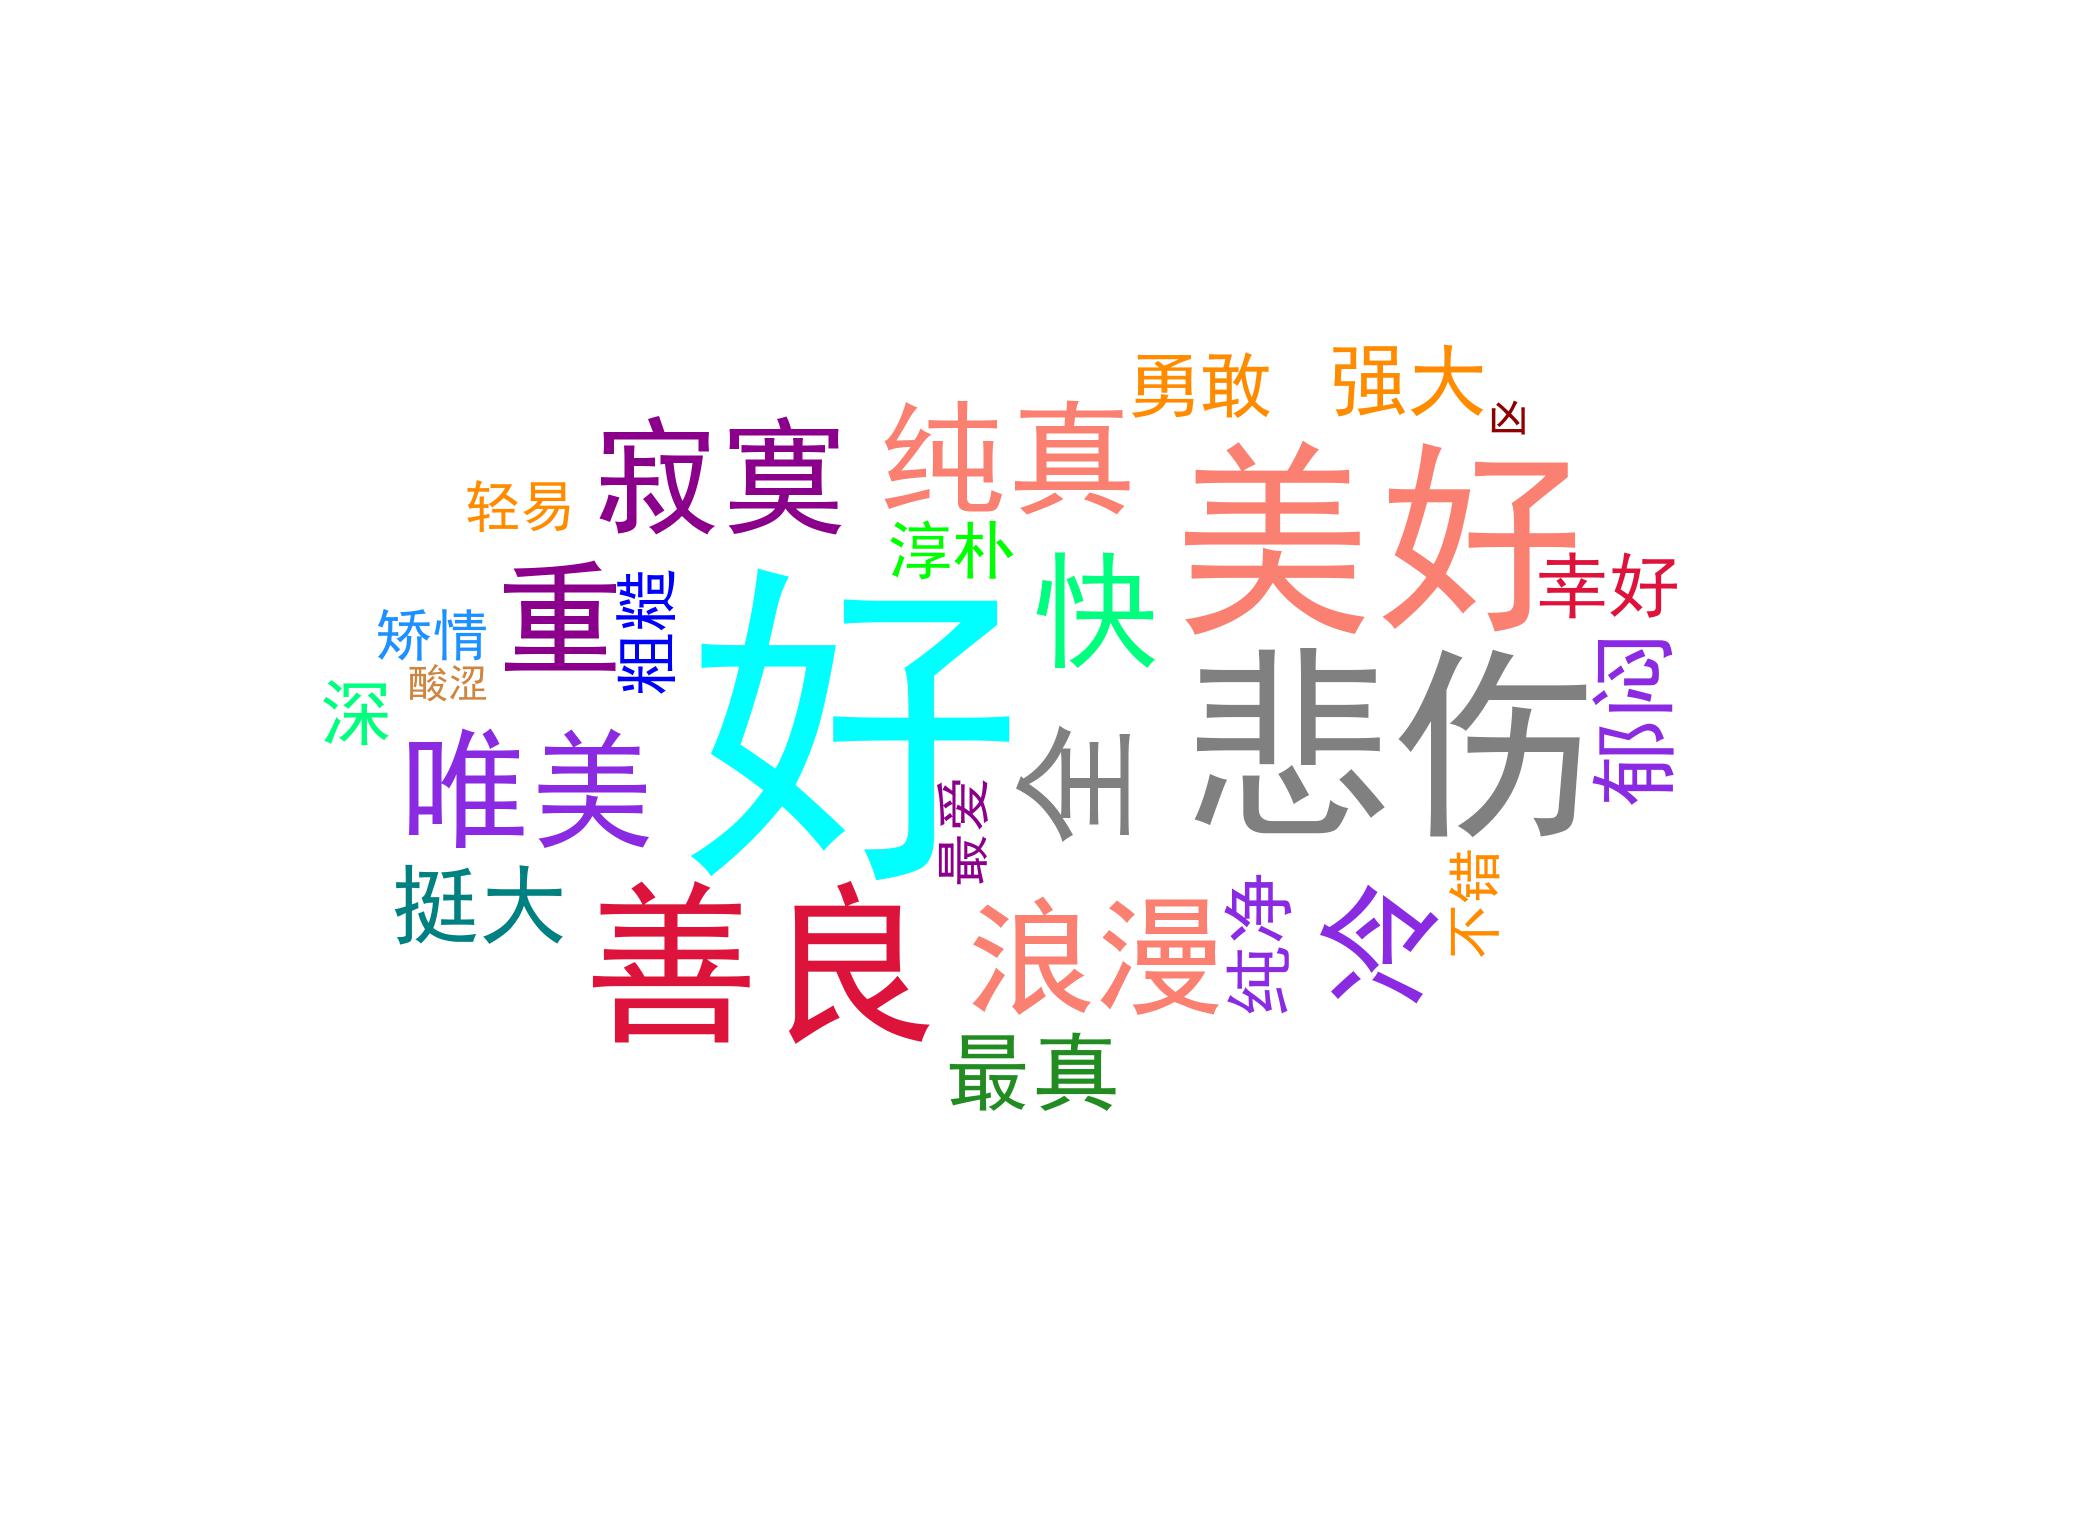 勇敢
强大
凶
寂寞
纯真
美好
轻易
淳朴
快
幸好
重
粗糙
好
矫情
酸涩
深
悲伤
郁闷
唯美
最爱
全
挺大
善良
浪漫
纯净
冷
不错
最真